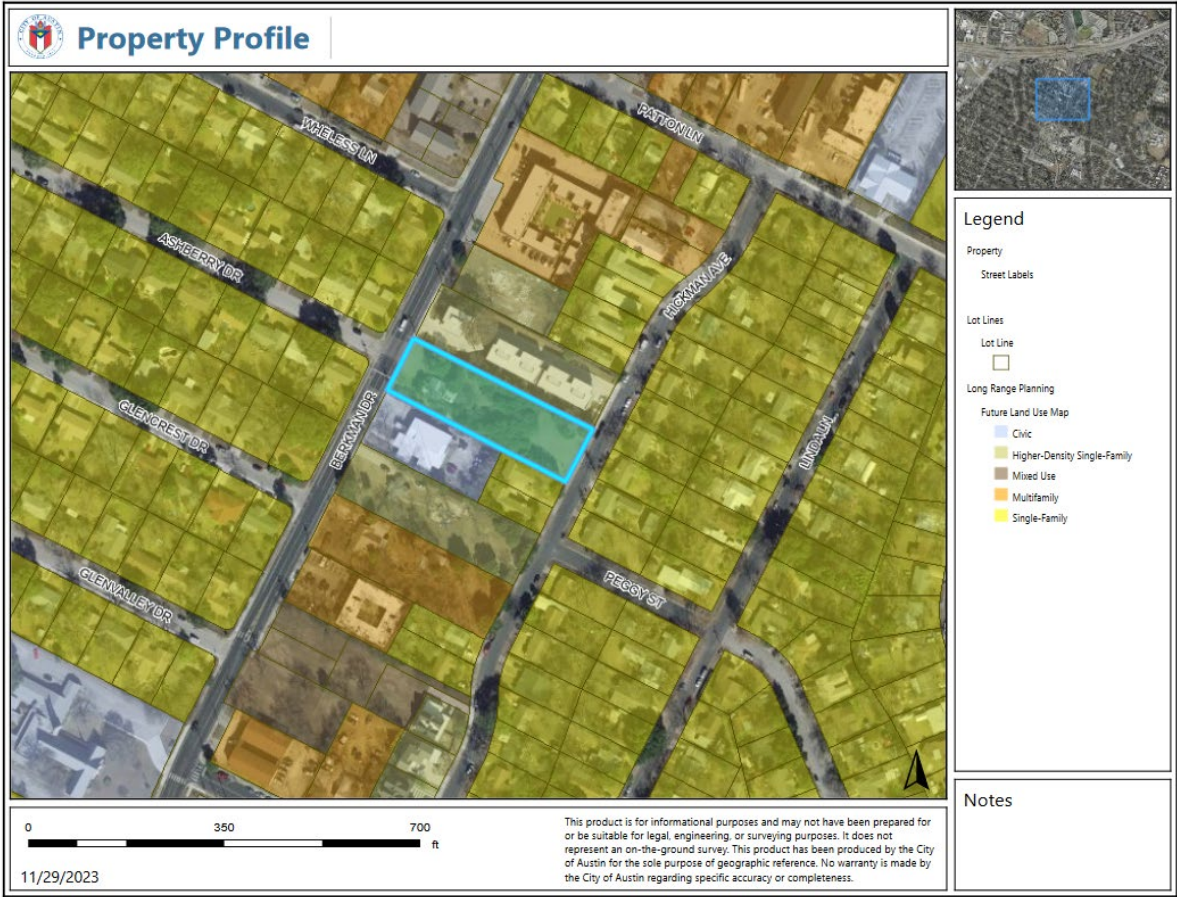 Property Profile
WHELESS LN
PATTON LN
ASHBERRY DR
HICKMAN AVE
GLENCREST DR
BERKMAN DR
LINDA LN
GLENVALLEY DR
PEGGY ST
Legend
Property
Street Labels
Lot Lines
Lot Line
Long Range Planning
Future Land Use Map
Civic
Higher-Density Single-Family
Mixed Use
Multifamily
Single-Family
Notes
0 350 700
ft
11/29/2023
This product is for informational purposes and may not have been prepared for
or be suitable for legal, engineering, or surveying purposes. It does not
represent an on-the-ground survey. This product has been produced by the City
of Austin for the sole purpose of geographic reference. No warranty is made by
the City of Austin regarding specific accuracy or completeness.